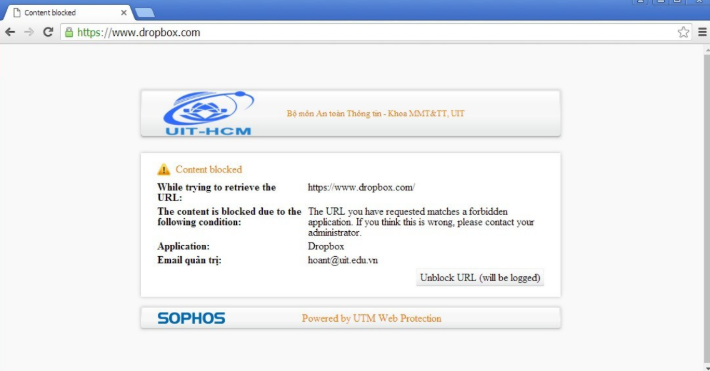 Content blocked
https://www.dropbox.com
UIT-HCM
Bộ môn An toàn Thông tin - Khoa MMT&TT, UIT
Content blocked
While trying to retrieve the https://www.dropbox.com/
URL:
The content is blocked due to the The URL you have requested matches a forbidden
following condition: application. If you think this is wrong, please contact your
administrator.
Application: Dropbox
Email quản trị: hoant@uit.edu.vn
Unblock URL (will be logged)
SOPHOS Powered by UTM Web Protection